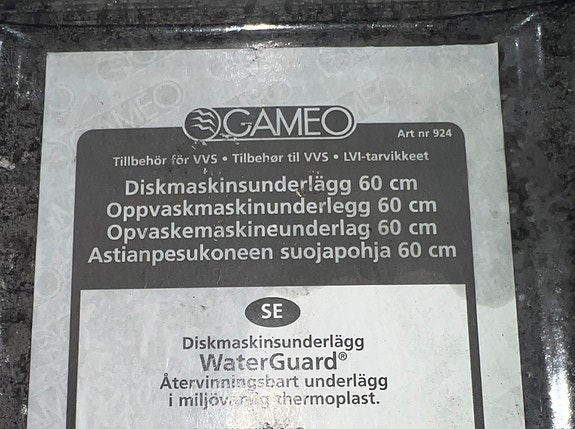 GAMEO
Art nr 924
Tillbehör för VVS • Tilbehør til VVS • LVI-tarvikkeet
Diskmaskinsunderlägg 60 cm
Oppvaskmaskinunderlegg 60 cm
Opvaskemaskineunderlag 60 cm
Astianpesukoneen suojapohja 60 cm
SE
Diskmaskinsunderlägg
WaterGuard®
Återvinningsbart underlägg
i miljövänlig thermoplast.